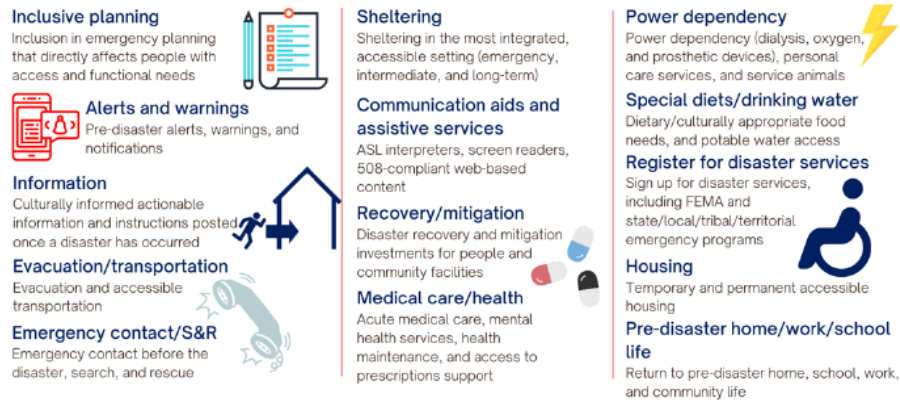 Inclusive planning
Inclusion in emergency planning
that directly affects people with
access and functional needs
Alerts and warnings
Pre-disaster alerts, warnings, and
notifications
Information
Culturally informed actionable
information and instructions posted
once a disaster has occurred
Evacuation/transportation
Evacuation and accessible
transportation
Emergency contact/S&R
Emergency contact before the
disaster, search, and rescue
Sheltering
Sheltering in the most integrated,
accessible setting (emergency,
intermediate, and long-term)
Communication aids and
assistive services
ASL interpreters, screen readers,
508-compliant web-based
content
Recovery/mitigation
Disaster recovery and mitigation
investments for people and
community facilities
Medical care/health
Acute medical care, mental
health services, health
maintenance, and access to
prescriptions support
Power dependency
Power dependency (dialysis, oxygen,
and prosthetic devices), personal
care services, and service animals
Special diets/drinking water
Dietary/culturally appropriate food
needs, and potable water access
Register for disaster services
Sign up for disaster services,
including FEMA and
state/local/tribal/territorial
emergency programs
Housing
Temporary and permanent accessible
housing
Pre-disaster home/work/school
life
Return to pre-disaster home, school, work,
and community life